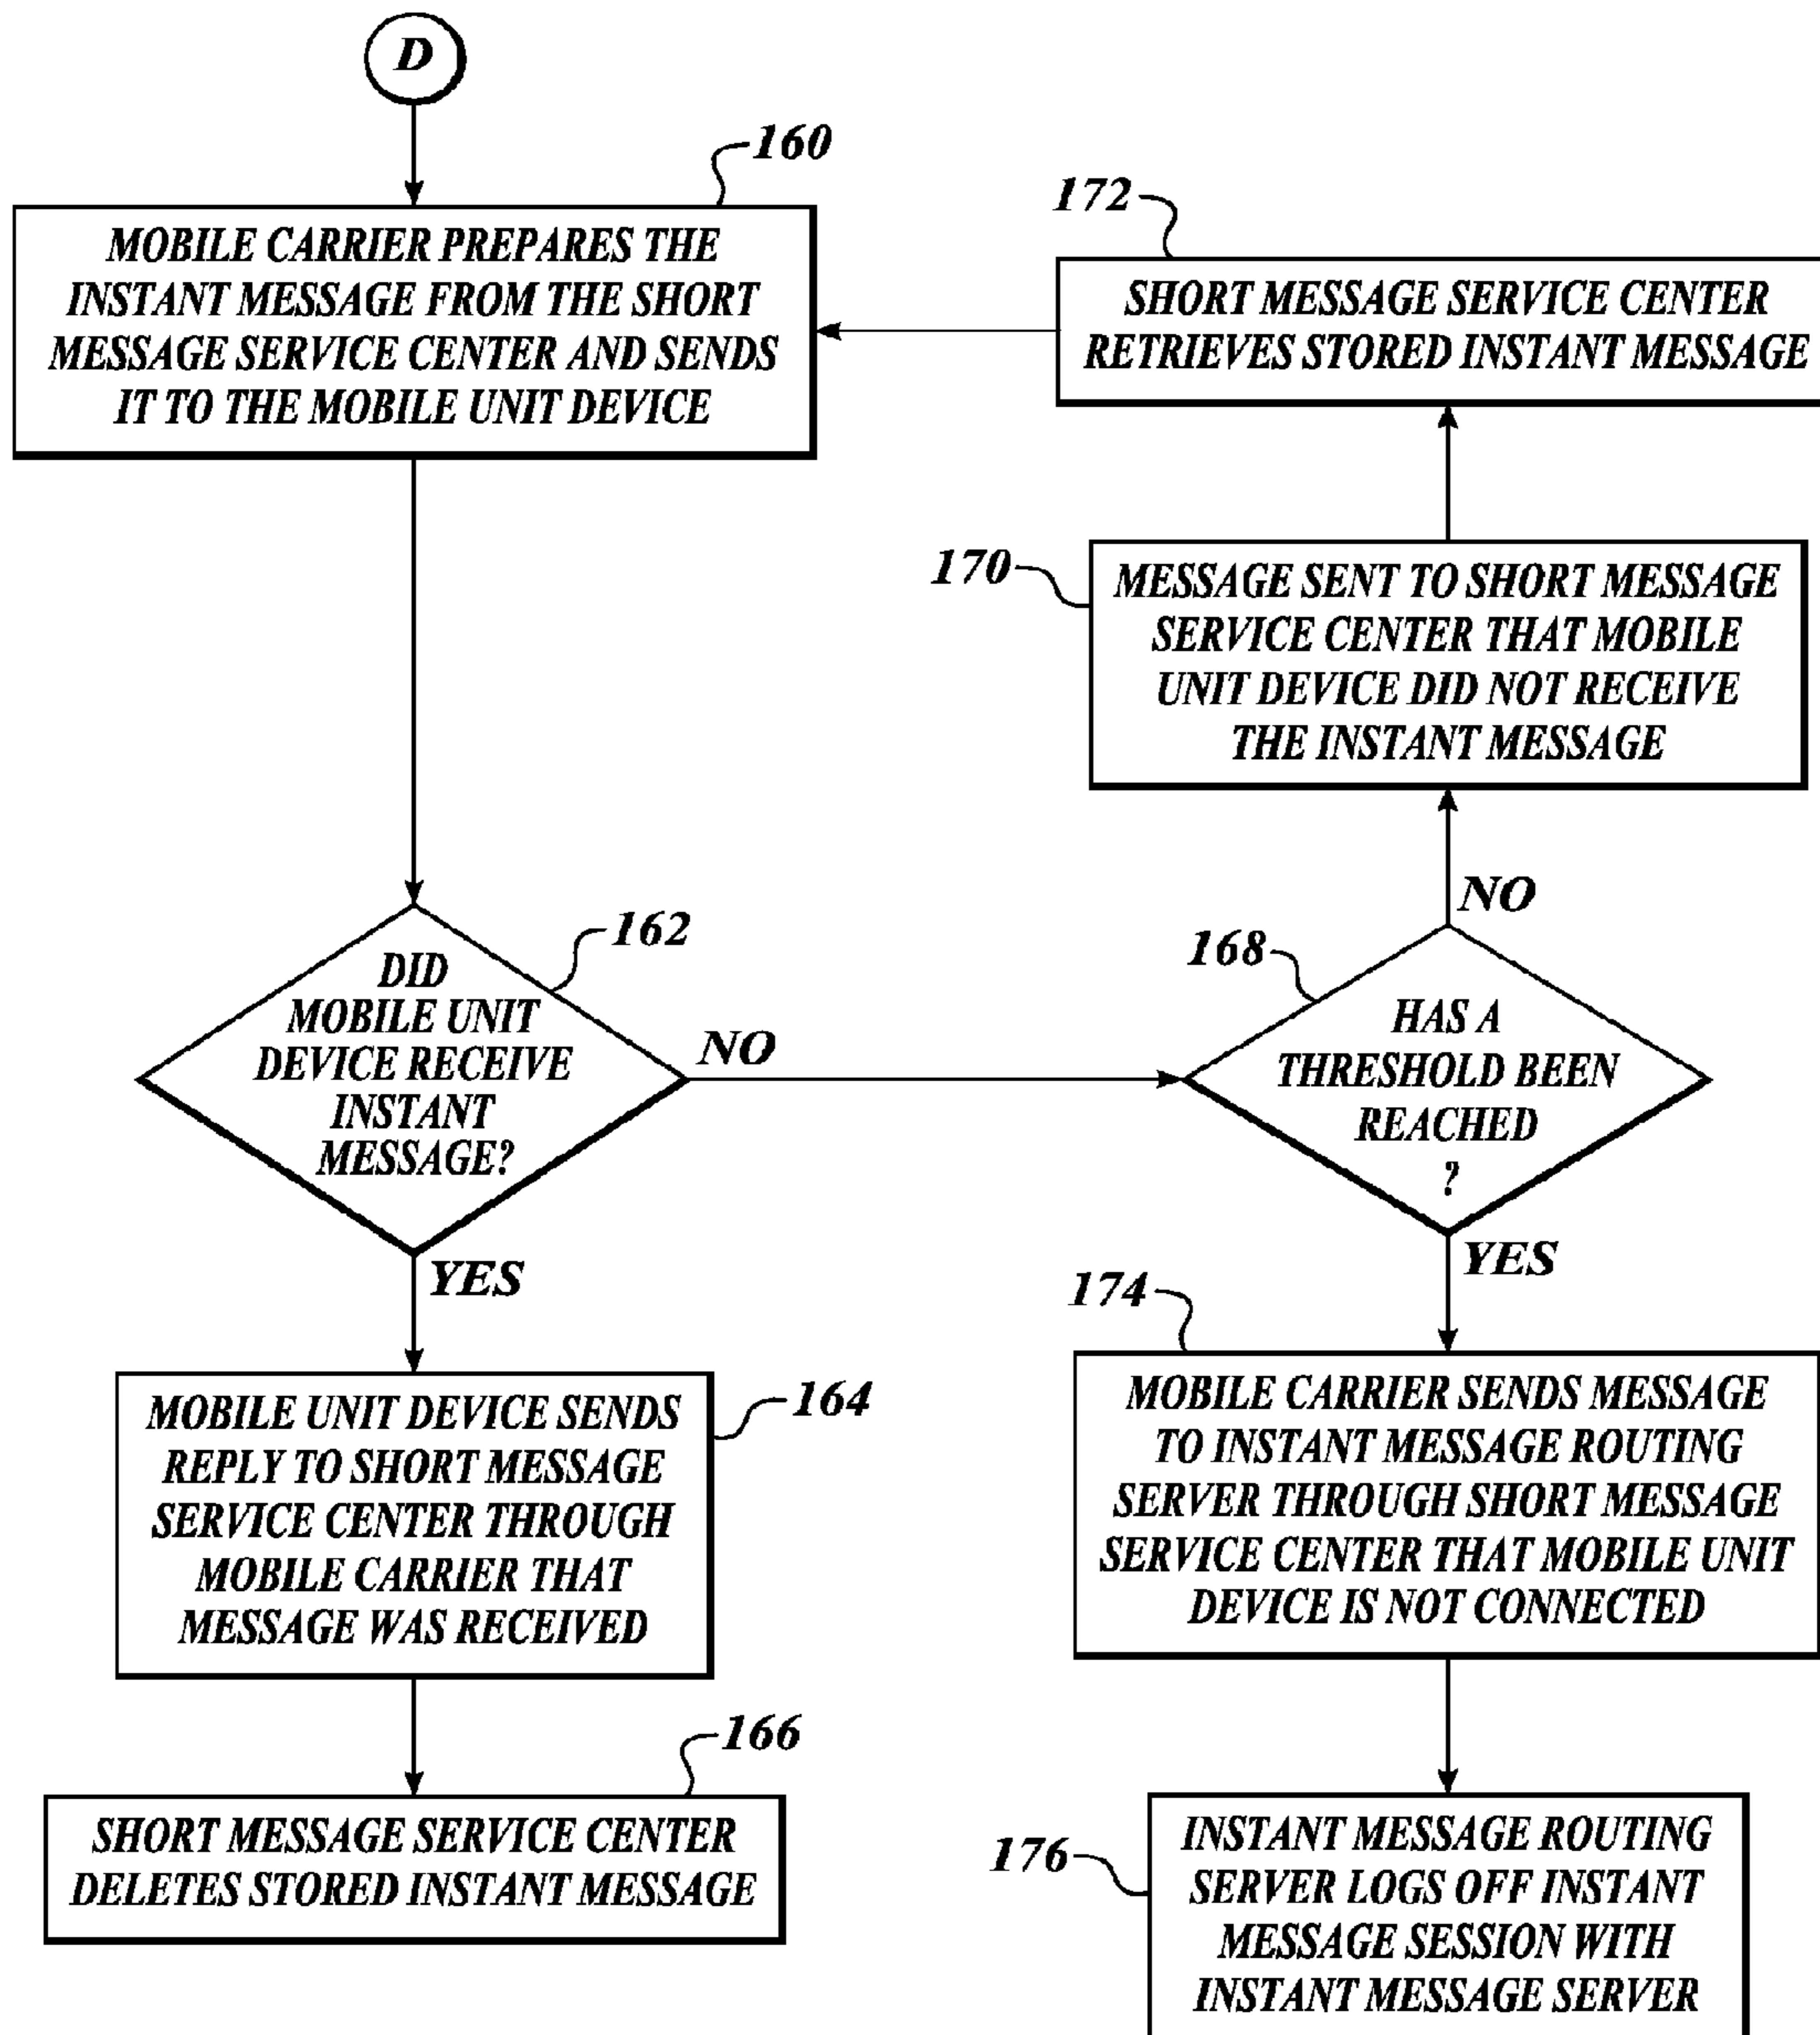 D
160
MOBILE CARRIER PREPARES THE
INSTANT MESSAGE FROM THE SHORT
MESSAGE SERVICE CENTER AND SENDS
IT TO THE MOBILE UNIT DEVICE
172
SHORT MESSAGE SERVICE CENTER
RETRIEVES STORED INSTANT MESSAGE
170
MESSAGE SENT TO SHORT MESSAGE
SERVICE CENTER THAT MOBILE
UNIT DEVICE DID NOT RECEIVE
THE INSTANT MESSAGE
NO
162
DID
MOBILE UNIT
DEVICE RECEIVE
INSTANT
MESSAGE?
NO
168
HAS A
THRESHOLD BEEN
REACHED
?
YES
YES
164
MOBILE UNIT DEVICE SENDS
REPLY TO SHORT MESSAGE
SERVICE CENTER THROUGH
MOBILE CARRIER THAT
MESSAGE WAS RECEIVED
174
MOBILE CARRIER SENDS MESSAGE
TO INSTANT MESSAGE ROUTING
SERVER THROUGH SHORT MESSAGE
SERVICE CENTER THAT MOBILE UNIT
DEVICE IS NOT CONNECTED
166
SHORT MESSAGE SERVICE CENTER
DELETES STORED INSTANT MESSAGE
176
INSTANT MESSAGE ROUTING
SERVER LOGS OFF INSTANT
MESSAGE SESSION WITH
INSTANT MESSAGE SERVER